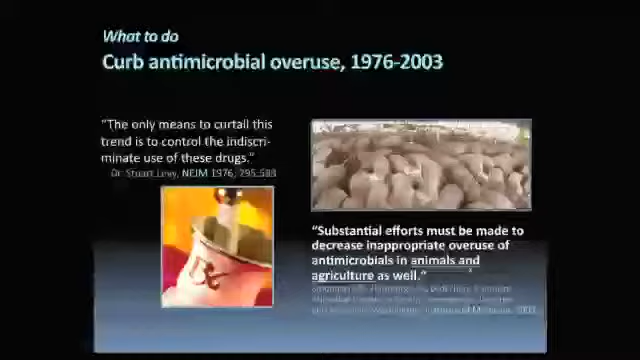 What to do
Curb antimicrobial overuse, 1976-2003
“The only means to curtail this
trend is to control the indiscri-
minate use of these drugs.”
Dr. Stuart Levy, NEJM 1976; 295:588
“Substantial efforts must be made to
decrease inappropriate overuse of
antimicrobials in animals and
agriculture as well.”